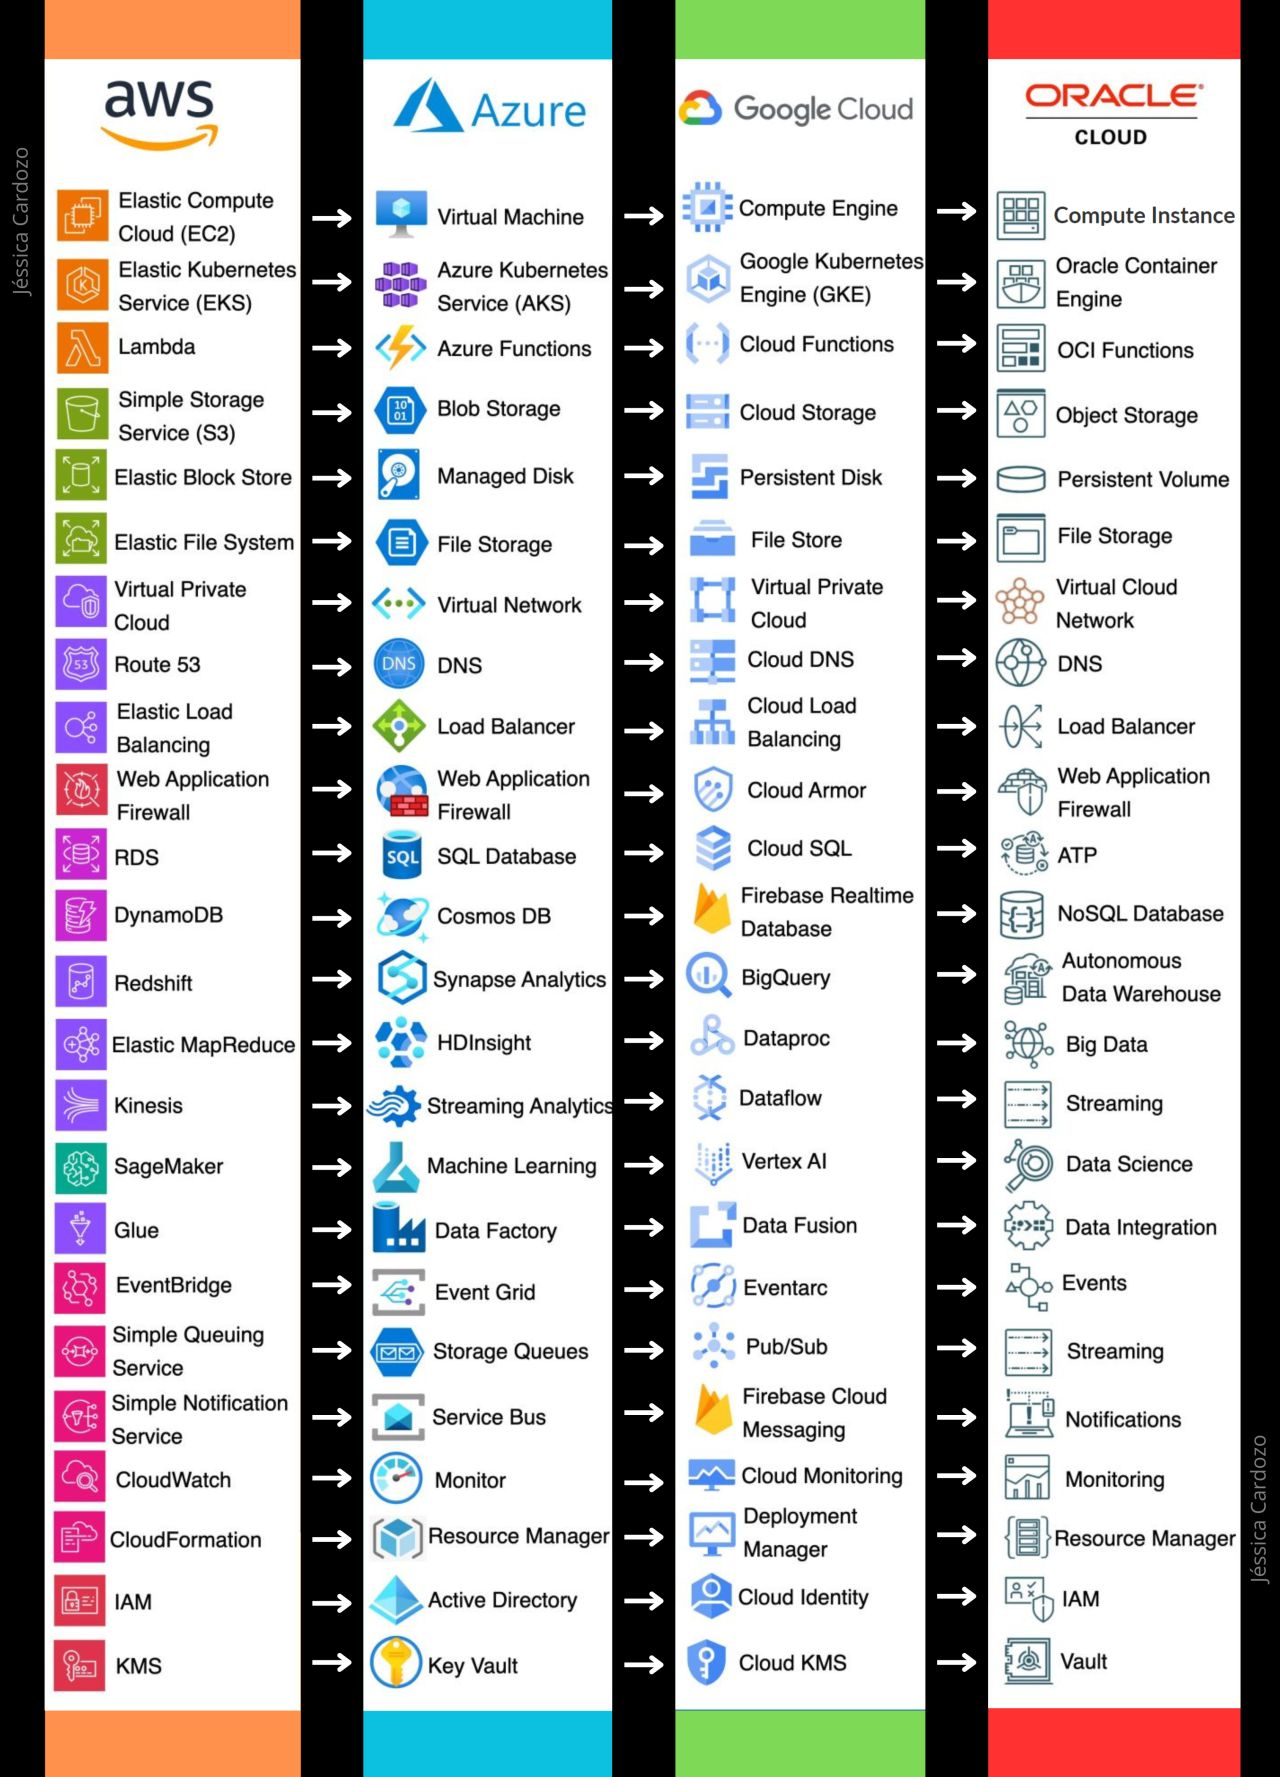 aws
Azure
Google Cloud
ORACLE
CLOUD
Jéssica Cardozo
Elastic Compute
Cloud (EC2)
Virtual Machine
Compute Engine
Compute Instance
Elastic Kubernetes
Service (EKS)
Azure Kubernetes
Service (AKS)
Google Kubernetes
Engine (GKE)
Oracle Container
Engine
Lambda
Azure Functions
Cloud Functions
OCI Functions
Simple Storage
Service (S3)
10
01
Blob Storage
Cloud Storage
Object Storage
Elastic Block Store
Managed Disk
Persistent Disk
Persistent Volume
Elastic File System
File Storage
File Store
File Storage
Virtual Private
Cloud
Virtual Network
Virtual Private
Cloud
Virtual Cloud
Network
53
Route 53
DNS
DNS
Cloud DNS
DNS
Elastic Load
Balancing
Load Balancer
Cloud Load
Balancing
Load Balancer
Web Application
Firewall
Web Application
Firewall
Cloud Armor
Web Application
Firewall
RDS
SQL
SQL Database
Cloud SQL
ATP
DynamoDB
Cosmos DB
Firebase Realtime
Database
NoSQL Database
Redshift
Synapse Analytics
BigQuery
Autonomous
Data Warehouse
Elastic MapReduce
HDInsight
Dataproc
Big Data
Kinesis
Streaming Analytics
Dataflow
Streaming
SageMaker
Machine Learning
Vertex AI
Data Science
Glue
Data Factory
Data Fusion
Data Integration
EventBridge
Event Grid
Eventarc
Events
Simple Queuing
Service
Storage Queues
Pub/Sub
Streaming
Simple Notification
Service
Service Bus
Firebase Cloud
Messaging
Notifications
CloudWatch
Monitor
Cloud Monitoring
Monitoring
CloudFormation
Resource Manager
Deployment
Manager
Resource Manager
IAM
Active Directory
Cloud Identity
IAM
KMS
Key Vault
Cloud KMS
Vault
Jéssica Cardozo